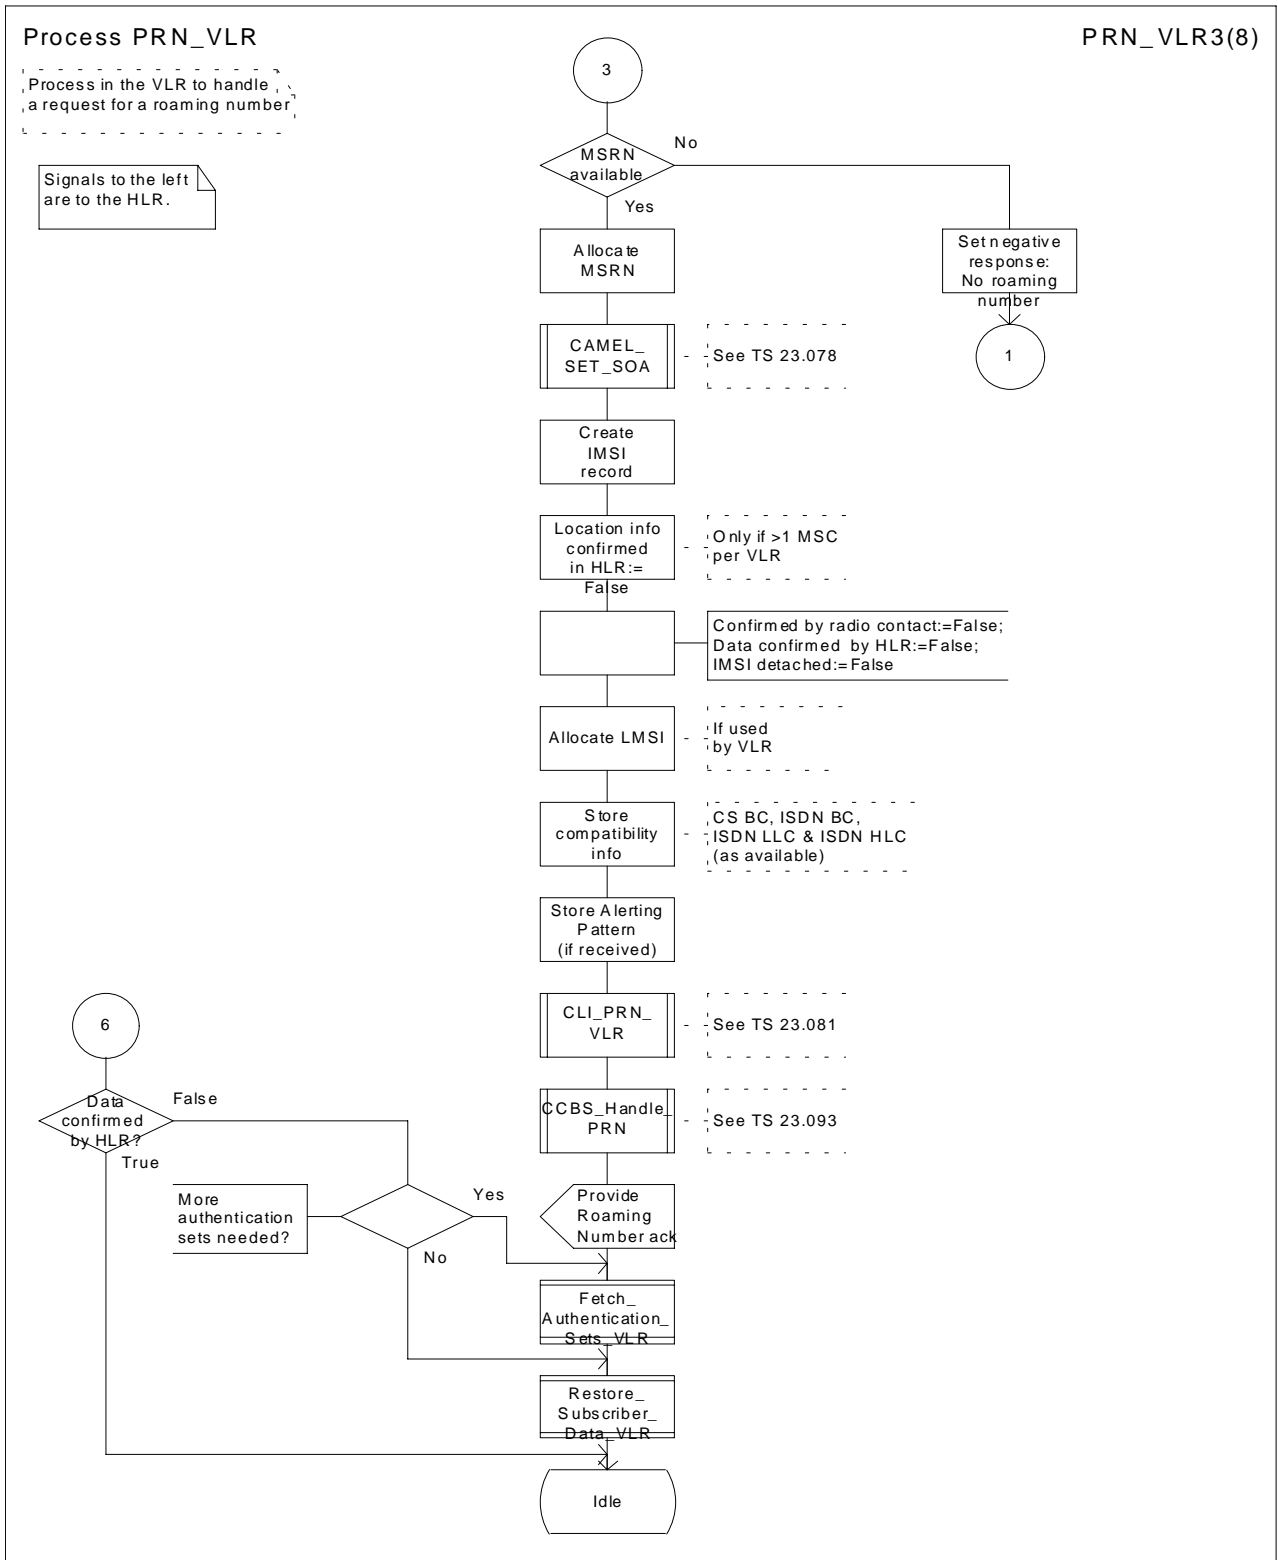 Process PRN_VLR
PRN_VLR3(8)
Process in the VLR to handle
a request for a roaming number
Signals to the left
are to the HLR.
3
MSRN
available
No
Yes
Allocate
MSRN
Set negative
response:
No roaming
number
CAMEL_
SET_SOA
See TS 23.078
1
Create
IMSI
record
Location info
confirmed
in HLR:=
False
Only if >1 MSC
per VLR
Confirmed by radio contact:=False;
Data confirmed by HLR:=False;
IMSI detached:=False
Allocate LMSI
If used
by VLR
Store
compatibility
info
CS BC, ISDN BC,
ISDN LLC & ISDN HLC
(as available)
Store Alerting
Pattern
(if received)
6
CLI_PRN_
VLR
See TS 23.081
Data
confirmed
by HLR?
False
True
CCBS_Handle_
PRN
See TS 23.093
More
authentication
sets needed?
Yes
No
Provide
Roaming
Number ack
Fetch_
Authentication_
Sets_VLR
Restore_
Subscriber_
Data_VLR
Idle